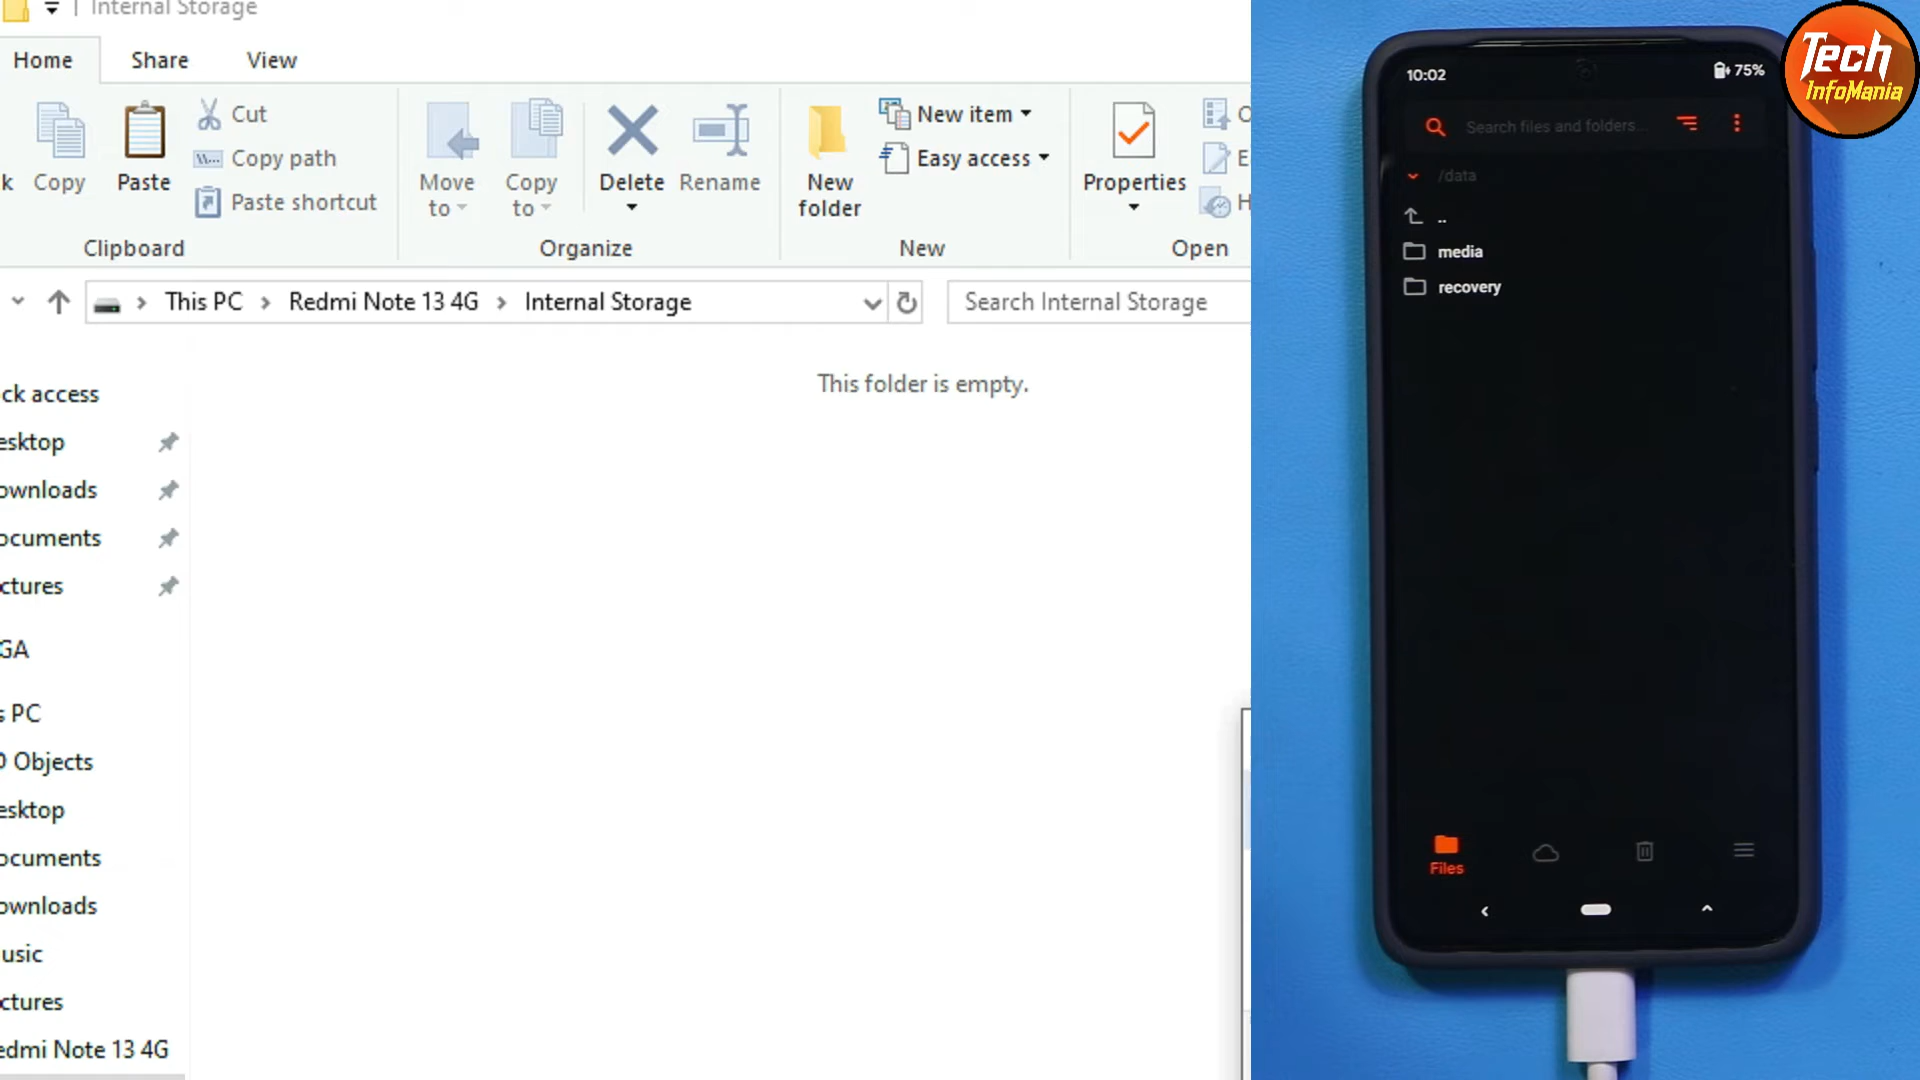 Internal Storage
Home
Share
View
k
Copy
Paste
Cut
Copy path
Paste shortcut
Clipboard
Move
to
Copy
to
Delete
Rename
Organize
New
folder
New item
Easy access
New
Properties
O
E
H
Open
This PC
Redmi Note 13 4G
Internal Storage
Search Internal Storage
ck access
esktop
ownloads
ocuments
ctures
GA
s PC
D Objects
esktop
ocuments
ownloads
usic
ctures
edmi Note 13 4G
This folder is empty.
Tech
InfoMania
10:02
75%
Search files and folders...
/data
..
media
recovery
Files